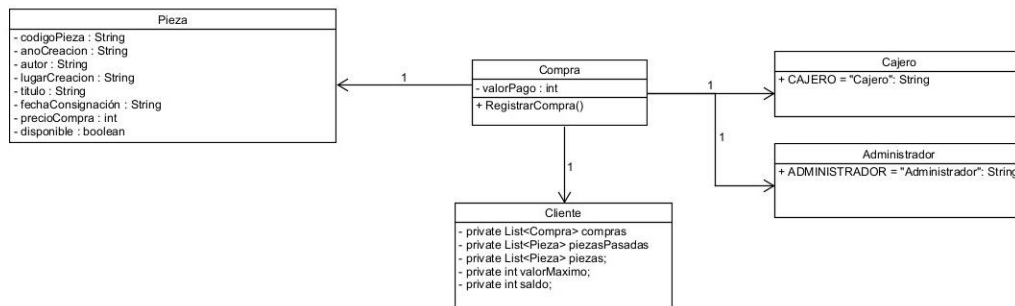 Pieza
- codigoPieza : String
- anoCreacion : String
- autor : String
- lugarCreacion : String
- titulo : String
- fechaConsignación : String
- precioCompra : int
- disponible : boolean
1
Compra
- valorPago : int
+ RegistrarCompra()
1
Cajero
+ CAJERO = "Cajero": String
1
Administrador
+ ADMINISTRADOR = "Administrador": String
1
Cliente
- private List<Compra> compras
- private List<Pieza> piezasPasadas
- private List<Pieza> piezas;
- private int valorMaximo;
- private int saldo;